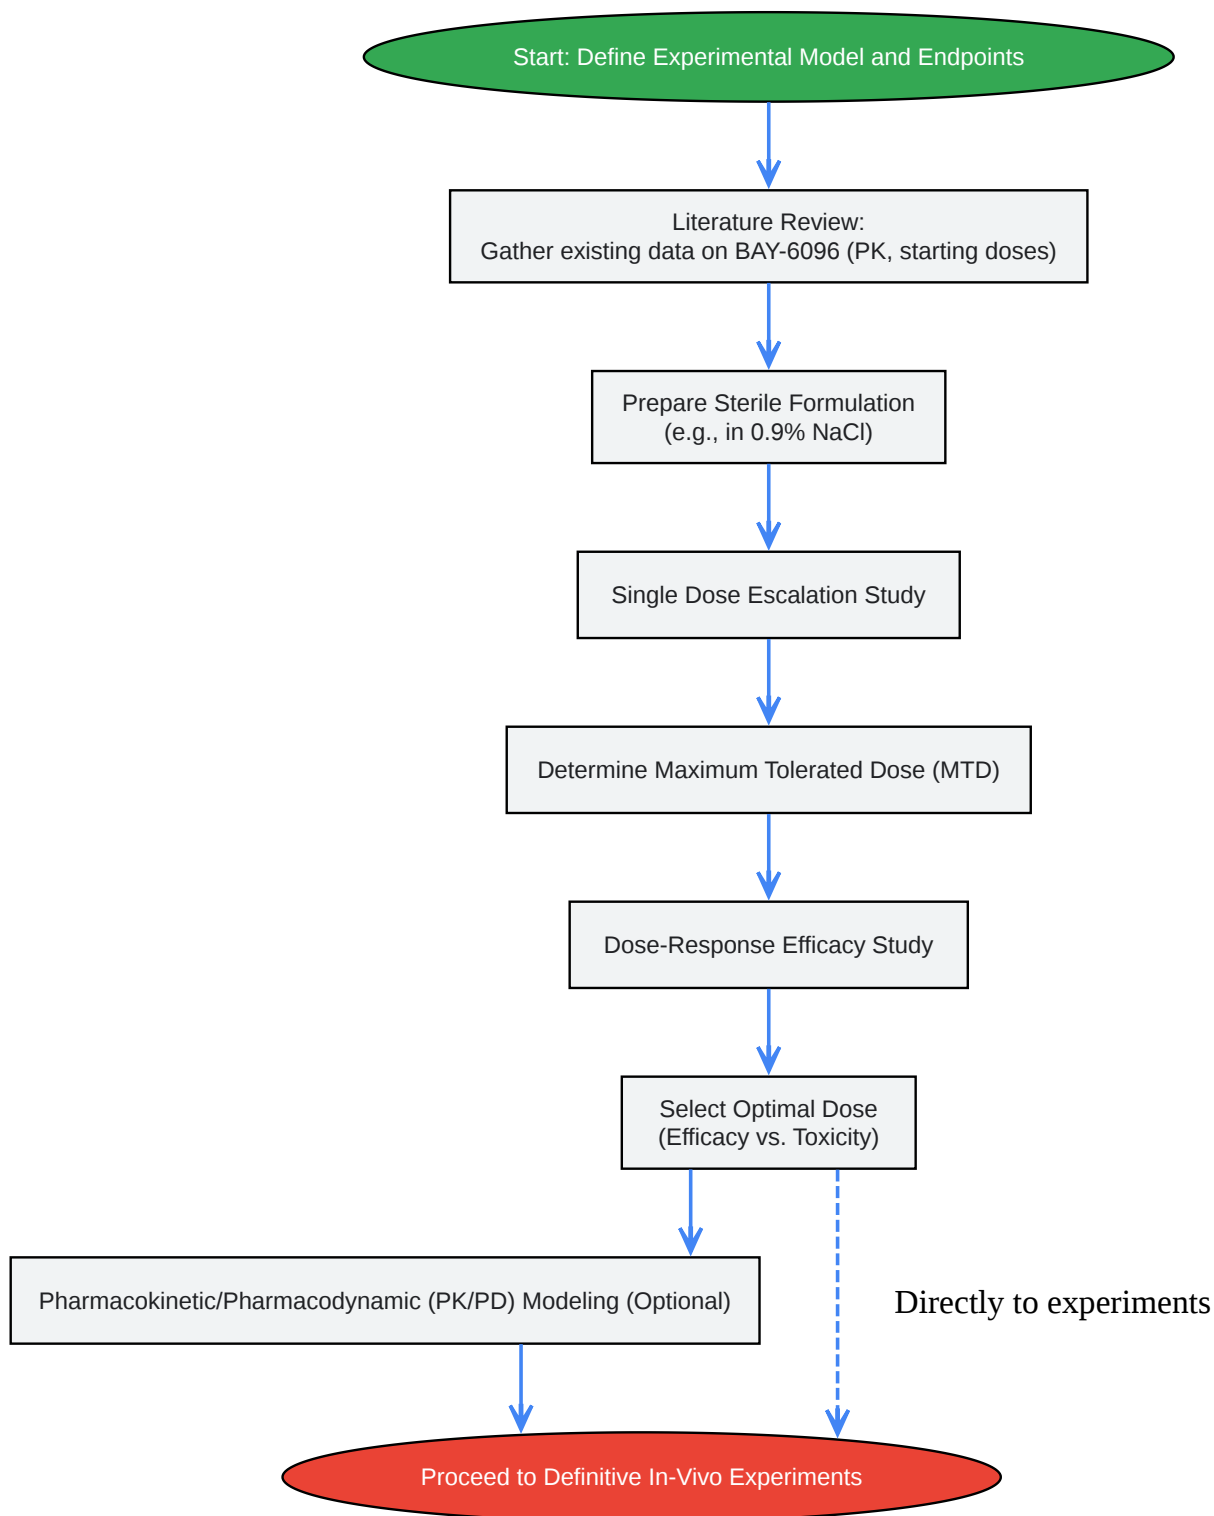 Start: Define Experimental Model and Endpoints
Literature Review:
Gather existing data on BAY-6096 (PK, starting doses)
Prepare Sterile Formulation
(e.g., in 0.9% NaCl)
Single Dose Escalation Study
Determine Maximum Tolerated Dose (MTD)
Dose-Response Efficacy Study
Select Optimal Dose
(Efficacy vs. Toxicity)
Pharmacokinetic/Pharmacodynamic (PK/PD) Modeling (Optional)
Directly to experiments
Proceed to Definitive In-Vivo Experiments